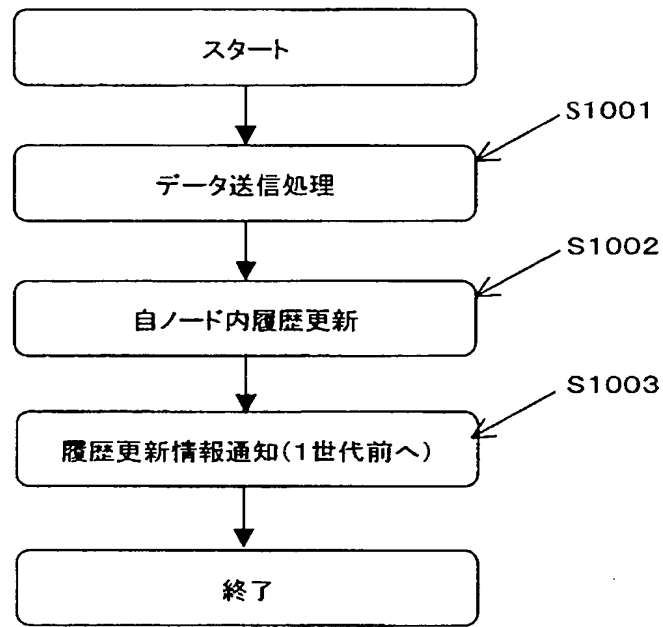 スタート
S1001
データ送信処理
S1002
自ノード内履歴更新
S1003
履歴更新情報通知(1世代前へ)
終了